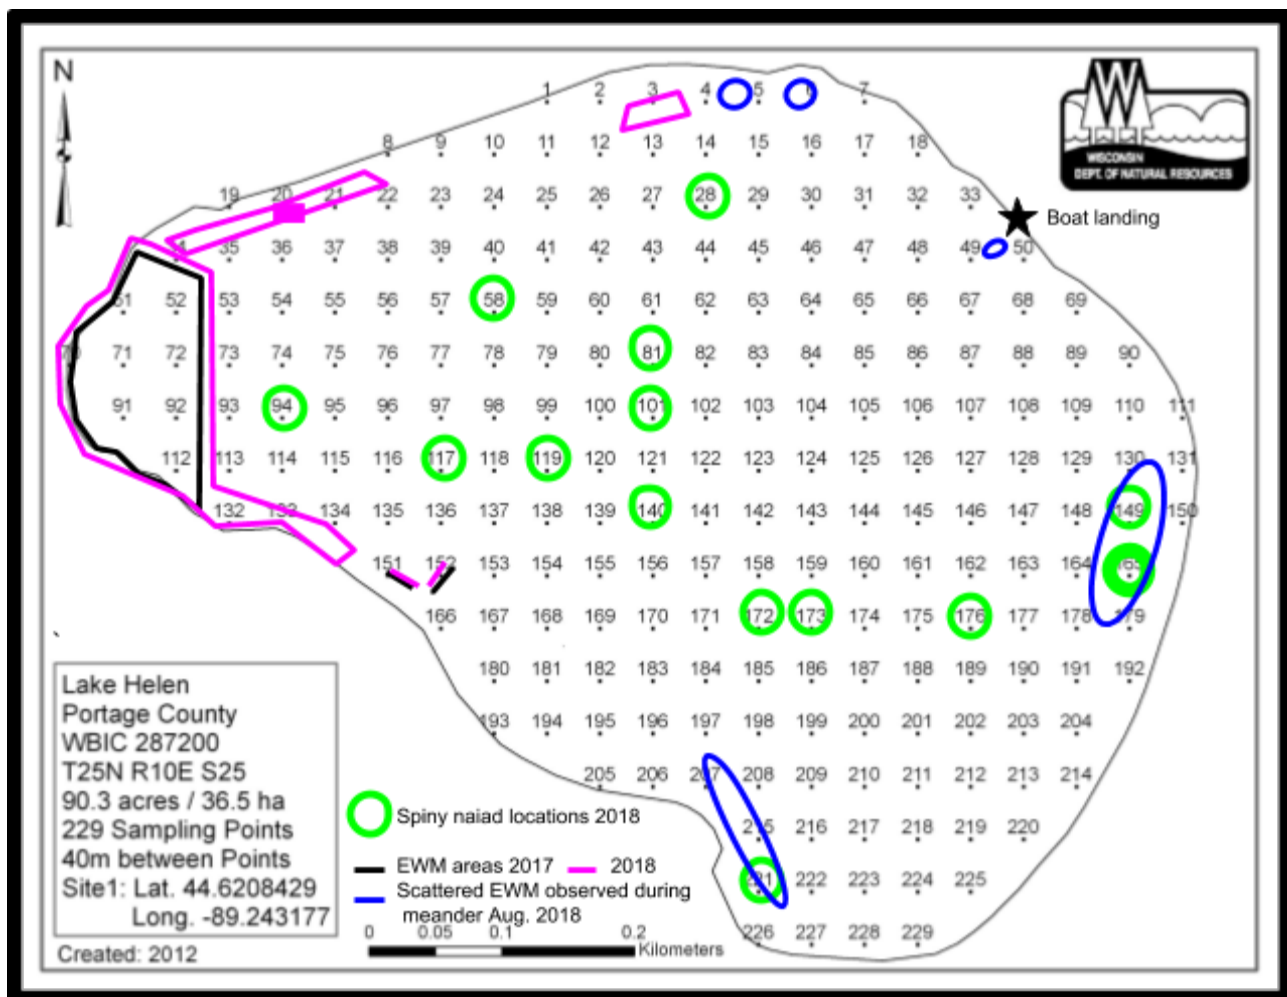 N
1 2 3 4 5 6 7
8 9 10 11 12 13 14 15 16 17 18
WISCONSIN
DEPT. OF NATURAL RESOURCES
19 20 21 22 23 24 25 26 27 28 29 30 31 32 33
Boat landing
35 36 37 38 39 40 41 42 43 44 45 46 47 48 49 50
51 52 53 54 55 56 57 58 59 60 61 62 63 64 65 66 67 68 69
71 72 73 74 75 76 77 78 79 80 81 82 83 84 85 86 87 88 89 90
91 92 93 94 95 96 97 98 99 100 101 102 103 104 105 106 107 108 109 110 111
112 113 114 115 116 117 118 119 120 121 122 123 124 125 126 127 128 129 130 131
132 133 134 135 136 137 138 139 140 141 142 143 144 145 146 147 148 149 150
151 152 153 154 155 156 157 158 159 160 161 162 163 164 165
166 167 168 169 170 171 172 173 174 175 176 177 178 179
180 181 182 183 184 185 186 187 188 189 190 191 192
193 194 195 196 197 198 199 200 201 202 203 204
205 206 207 208 209 210 211 212 213 214
215 216 217 218 219 220
221 222 223 224 225
226 227 228 229
Lake Helen
Portage County
WBIC 287200
T25N R10E S25
90.3 acres / 36.5 ha
229 Sampling Points
40m between Points
Site1: Lat. 44.6208429
Long. -89.243177
Created: 2012
Spiny naiad locations 2018
EWM areas 2017 2018
Scattered EWM observed during
meander Aug. 2018
0 0.05 0.1 0.2
Kilometers